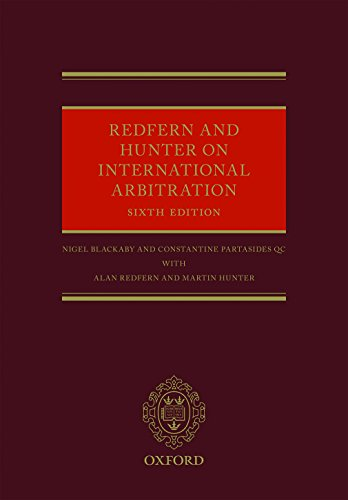 REDFERN AND
HUNTER ON
INTERNATIONAL
ARBITRATION
SIXTH EDITION
NIGEL BLACKABY AND CONSTANTINE PARTASIDES QC
WITH
ALAN REDFERN AND MARTIN HUNTER
OXFORD